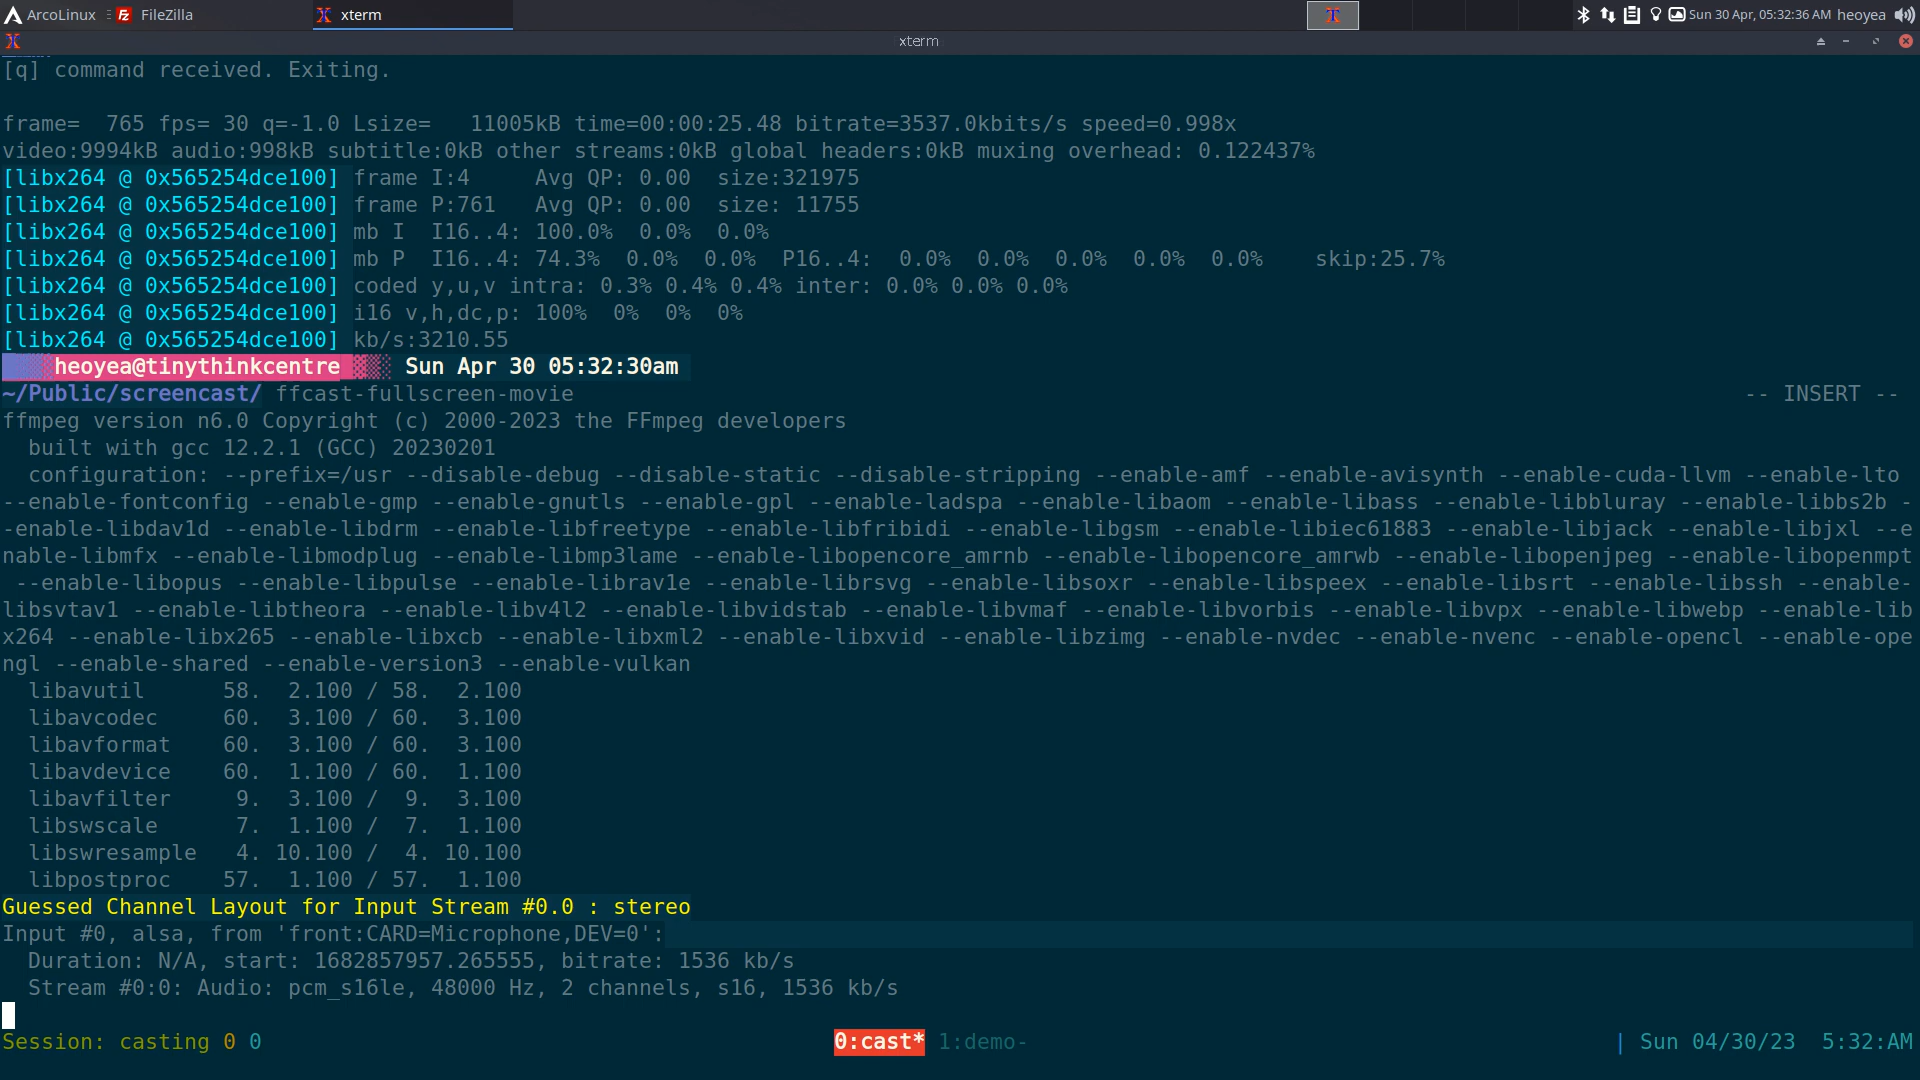 ArcoLinux FileZilla xterm Sun 30 Apr, 05:32:36 AM heoyea
xterm
[q] command received. Exiting.
frame=  765 fps= 30 q=-1.0 Lsize=   11005kB time=00:00:25.48 bitrate=3537.0kbits/s speed=0.998x
video:9994kB audio:998kB subtitle:0kB other streams:0kB global headers:0kB muxing overhead: 0.122437%
[libx264 @ 0x565254dce100] frame I:4     Avg QP: 0.00  size:321975
[libx264 @ 0x565254dce100] frame P:761   Avg QP: 0.00  size: 11755
[libx264 @ 0x565254dce100] mb I  I16..4: 100.0%  0.0%  0.0%
[libx264 @ 0x565254dce100] mb P  I16..4: 74.3%  0.0%  0.0%  P16..4:  0.0%  0.0%  0.0%  0.0%  0.0%    skip:25.7%
[libx264 @ 0x565254dce100] coded y,u,v intra: 0.3% 0.4% 0.4% inter: 0.0% 0.0% 0.0%
[libx264 @ 0x565254dce100] i16 v,h,dc,p: 100%  0%  0%  0%
[libx264 @ 0x565254dce100] kb/s:3210.55
heoyea@tinythinkcentre Sun Apr 30 05:32:30am
~/Public/screencast/ ffcast-fullscreen-movie -- INSERT --
ffmpeg version n6.0 Copyright (c) 2000-2023 the FFmpeg developers
  built with gcc 12.2.1 (GCC) 20230201
  configuration: --prefix=/usr --disable-debug --disable-static --disable-stripping --enable-amf --enable-avisynth --enable-cuda-llvm --enable-lto
--enable-fontconfig --enable-gmp --enable-gnutls --enable-gpl --enable-ladspa --enable-libaom --enable-libass --enable-libbluray --enable-libbs2b -
-enable-libdav1d --enable-libdrm --enable-libfreetype --enable-libfribidi --enable-libgsm --enable-libiec61883 --enable-libjack --enable-libjxl --e
nable-libmfx --enable-libmodplug --enable-libmp3lame --enable-libopencore_amrnb --enable-libopencore_amrwb --enable-libopenjpeg --enable-libopenmpt
 --enable-libopus --enable-libpulse --enable-librav1e --enable-librsvg --enable-libsoxr --enable-libspeex --enable-libsrt --enable-libssh --enable-
libsvtav1 --enable-libtheora --enable-libv4l2 --enable-libvidstab --enable-libvmaf --enable-libvorbis --enable-libvpx --enable-libwebp --enable-lib
x264 --enable-libx265 --enable-libxcb --enable-libxml2 --enable-libxvid --enable-libzimg --enable-nvdec --enable-nvenc --enable-opencl --enable-ope
ngl --enable-shared --enable-version3 --enable-vulkan
  libavutil      58.  2.100 / 58.  2.100
  libavcodec     60.  3.100 / 60.  3.100
  libavformat    60.  3.100 / 60.  3.100
  libavdevice    60.  1.100 / 60.  1.100
  libavfilter     9.  3.100 /  9.  3.100
  libswscale      7.  1.100 /  7.  1.100
  libswresample   4. 10.100 /  4. 10.100
  libpostproc    57.  1.100 / 57.  1.100
Guessed Channel Layout for Input Stream #0.0 : stereo
Input #0, alsa, from 'front:CARD=Microphone,DEV=0':
  Duration: N/A, start: 1682857957.265555, bitrate: 1536 kb/s
  Stream #0:0: Audio: pcm_s16le, 48000 Hz, 2 channels, s16, 1536 kb/s
Session: casting 0 0 0:cast* 1:demo- | Sun 04/30/23  5:32:AM